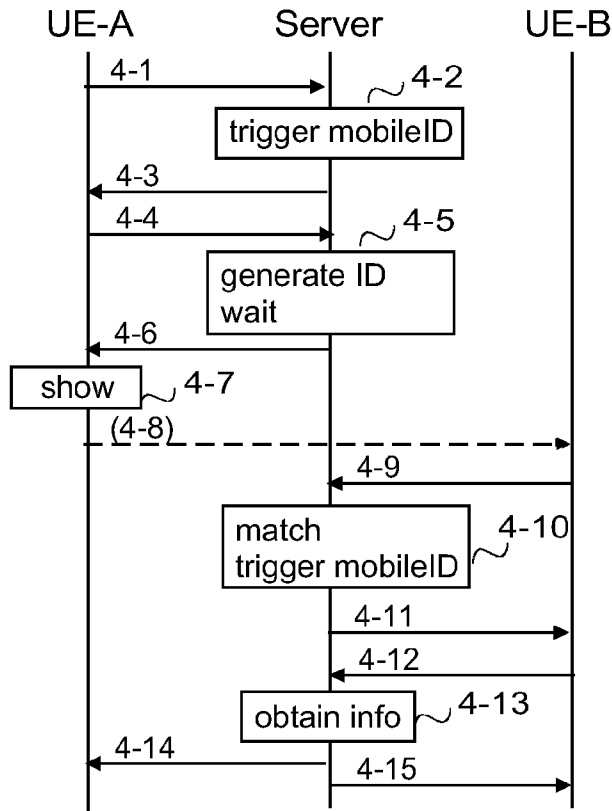 UE-A Server UE-B
4-1
4-2
trigger mobileID
4-3
4-4
4-5
generate ID
wait
4-6
show
4-7
(4-8)
4-9
match
trigger mobileID
4-10
4-11
4-12
obtain info
4-13
4-14
4-15